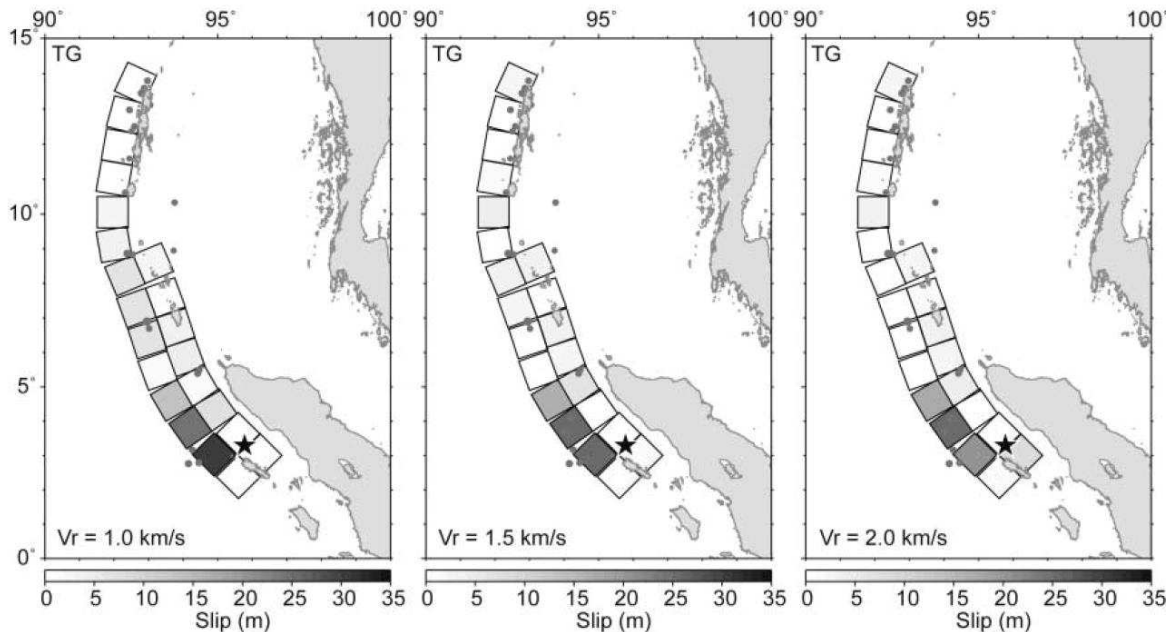 90° 95° 100° 90° 95° 100° 90° 95° 100°
15°
TG TG TG
10°
5°
Vr = 1.0 km/s Vr = 1.5 km/s Vr = 2.0 km/s
0°
0 5 10 15 20 25 30 35 0 5 10 15 20 25 30 35 0 5 10 15 20 25 30 35
Slip (m) Slip (m) Slip (m)